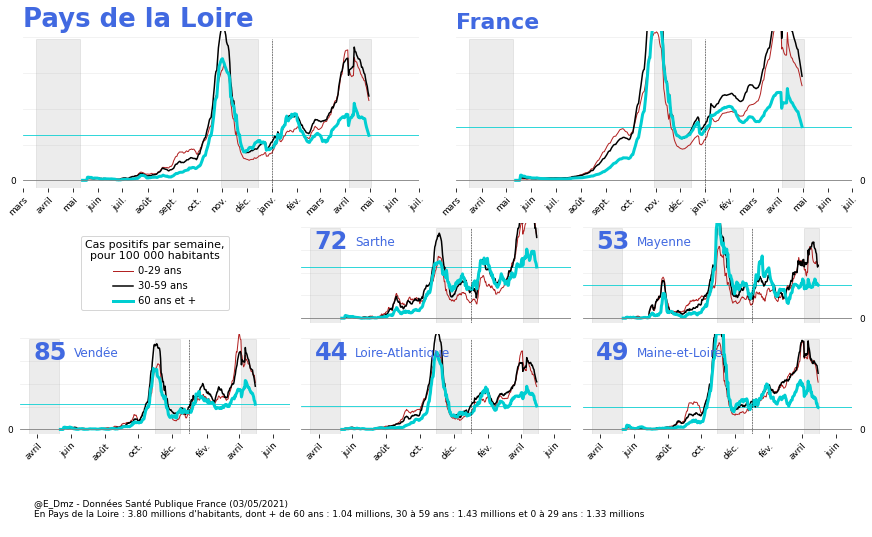 Pays de la Loire
France
0
mars avril mai juin juil. août sept. oct. nov. déc. janv. fév. mars avril mai juin juil.
mars avril mai juin juil. août sept. oct. nov. déc. janv. fév. mars avril mai juin juil.
0
Cas positifs par semaine,
pour 100 000 habitants
0-29 ans
30-59 ans
60 ans et +
72 Sarthe
53 Mayenne
0
85 Vendée
44 Loire-Atlantique
49 Maine-et-Loire
0
0
avril juin août oct. déc. fév. avril juin
avril juin août oct. déc. fév. avril juin
avril juin août oct. déc. fév. avril juin
@E_Dmz - Données Santé Publique France (03/05/2021)
En Pays de la Loire : 3.80 millions d'habitants, dont + de 60 ans : 1.04 millions, 30 à 59 ans : 1.43 millions et 0 à 29 ans : 1.33 millions